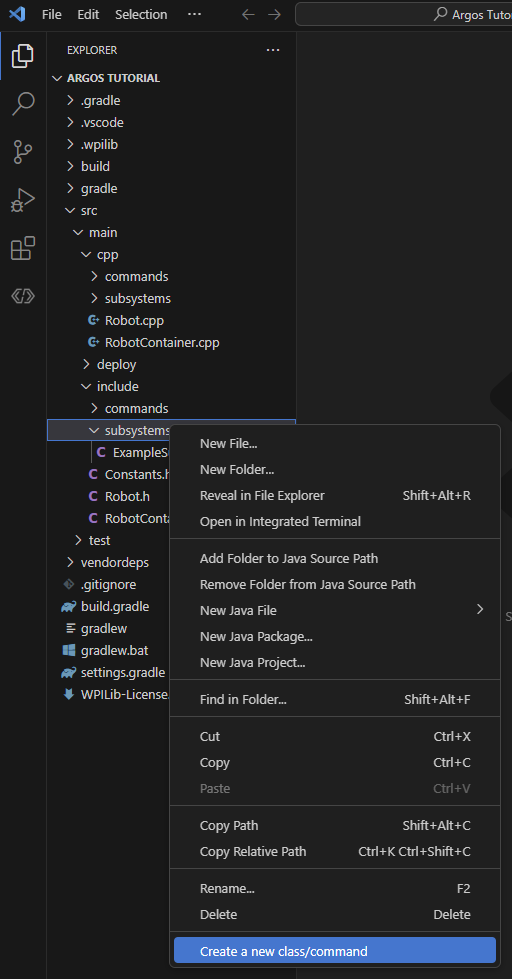 File Edit Selection ···
Argos Tutor
EXPLORER ···
ARGOS TUTORIAL
.gradle
.vscode
.wpilib
build
gradle
src
main
cpp
commands
subsystems
Robot.cpp
RobotContainer.cpp
deploy
include
commands
subsystems
ExampleS
Constants.h
Robot.h
RobotConta
test
vendordeps
.gitignore
build.gradle
gradlew
gradlew.bat
settings.gradle
WPILib-License.
New File...
New Folder...
Reveal in File Explorer Shift+Alt+R
Open in Integrated Terminal
Add Folder to Java Source Path
Remove Folder from Java Source Path
New Java File
New Java Package...
New Java Project...
Find in Folder... Shift+Alt+F
Cut Ctrl+X
Copy Ctrl+C
Paste Ctrl+V
Copy Path Shift+Alt+C
Copy Relative Path Ctrl+K Ctrl+Shift+C
Rename... F2
Delete Delete
Create a new class/command